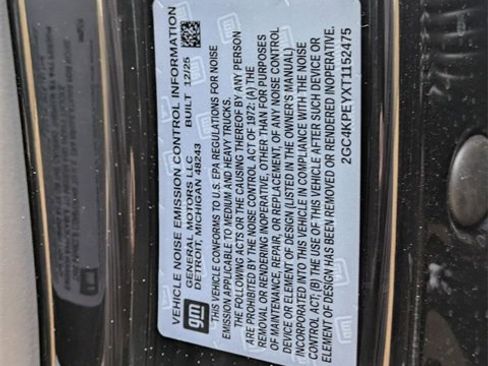 VEHICLE NOISE EMISSION CONTROL INFORMATION
gm
GENERAL MOTORS LLC
DETROIT, MICHIGAN 48243
BUILT 12/25
THIS VEHICLE CONFORMS TO U.S. EPA REGULATIONS FOR NOISE
EMISSION APPLICABLE TO MEDIUM AND HEAVY TRUCKS.
THE FOLLOWING ACTS OR THE CAUSING THEREOF BY ANY PERSON
ARE PROHIBITED BY THE NOISE CONTROL ACT OF 1972: (A) THE
REMOVAL OR RENDERING INOPERATIVE, OTHER THAN FOR PURPOSES
OF MAINTENANCE, REPAIR, OR REPLACEMENT, OF ANY NOISE CONTROL
DEVICE OR ELEMENT OF DESIGN (LISTED IN THE OWNER'S MANUAL)
INCORPORATED INTO THIS VEHICLE IN COMPLIANCE WITH THE NOISE
CONTROL ACT; (B) THE USE OF THIS VEHICLE AFTER SUCH DEVICE OR
ELEMENT OF DESIGN HAS BEEN REMOVED OR RENDERED INOPERATIVE.
2GC4KPEYXT1152475